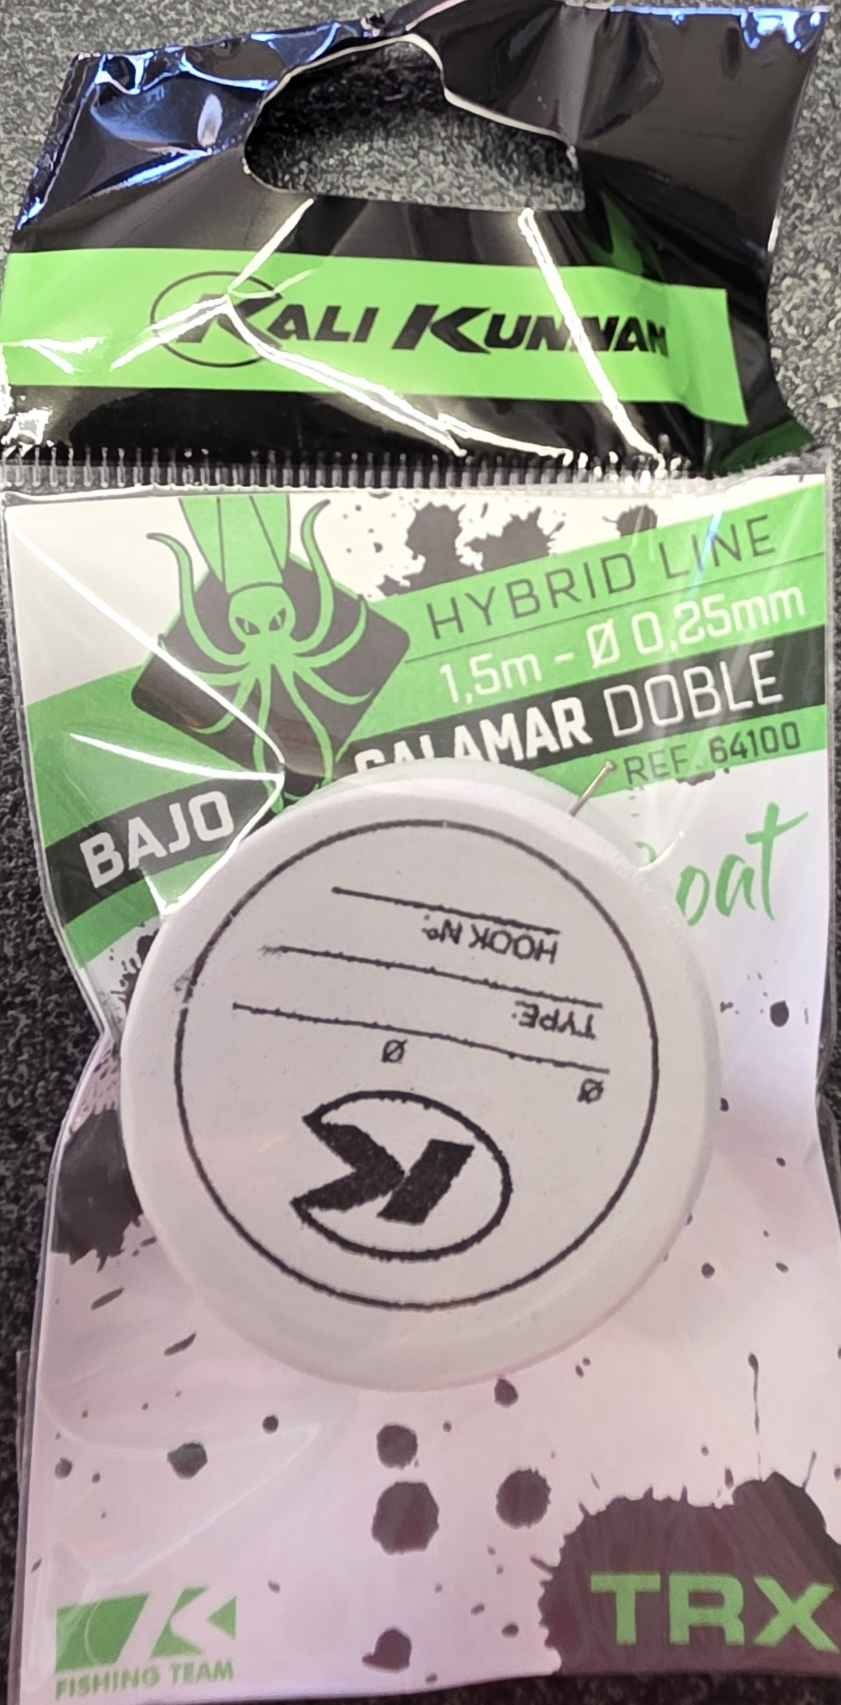 KALI KUNNAN
HYBRID LINE
1,5m - Ø 0,25mm
BAJO CALAMAR DOBLE
REF. 64100
Boat
HOOK Nº:
TYPE:
Ø
Ø
K
FISHING TEAM
TRX